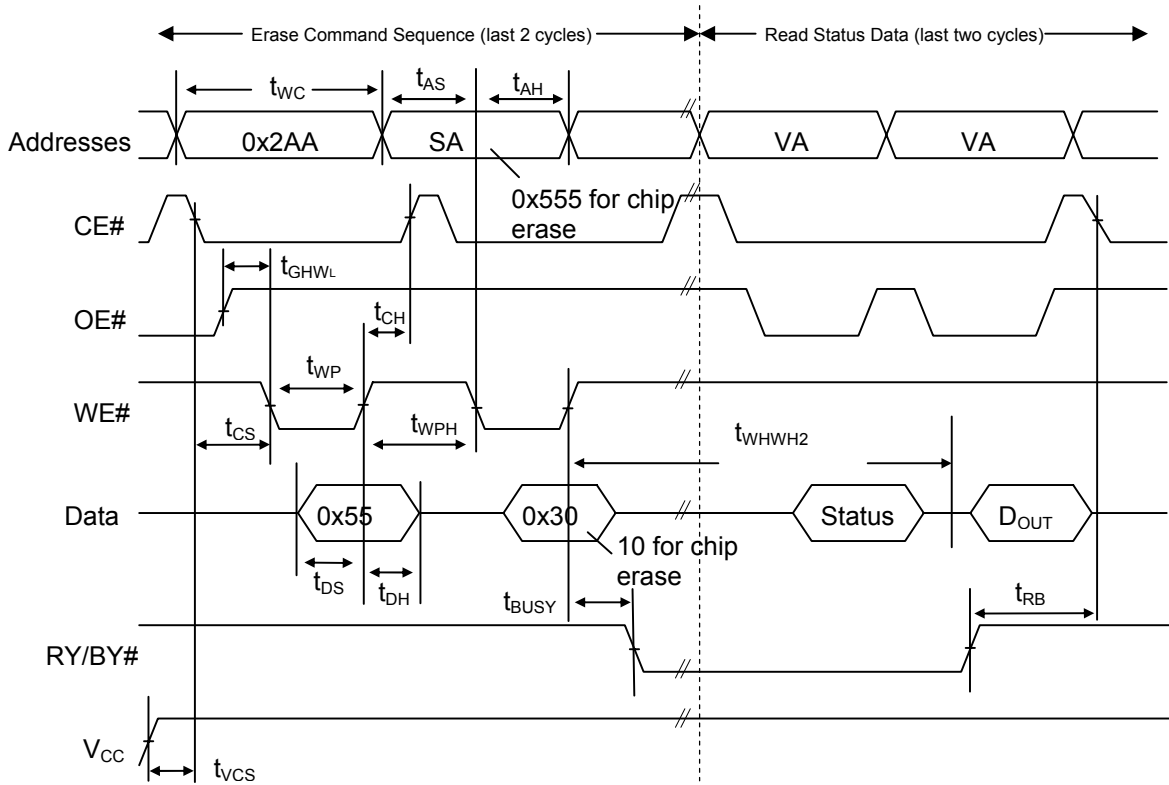 Erase Command Sequence (last 2 cycles)
Read Status Data (last two cycles)
tWC
tAS
tAH
Addresses
0x2AA
SA
VA
VA
0x555 for chip
erase
CE#
tGHWL
OE#
tCH
tWP
WE#
tCS
tWPH
tWHWH2
Data
0x55
0x30
Status
DOUT
10 for chip
erase
tDS
tDH
tBUSY
tRB
RY/BY#
VCC
tVCS